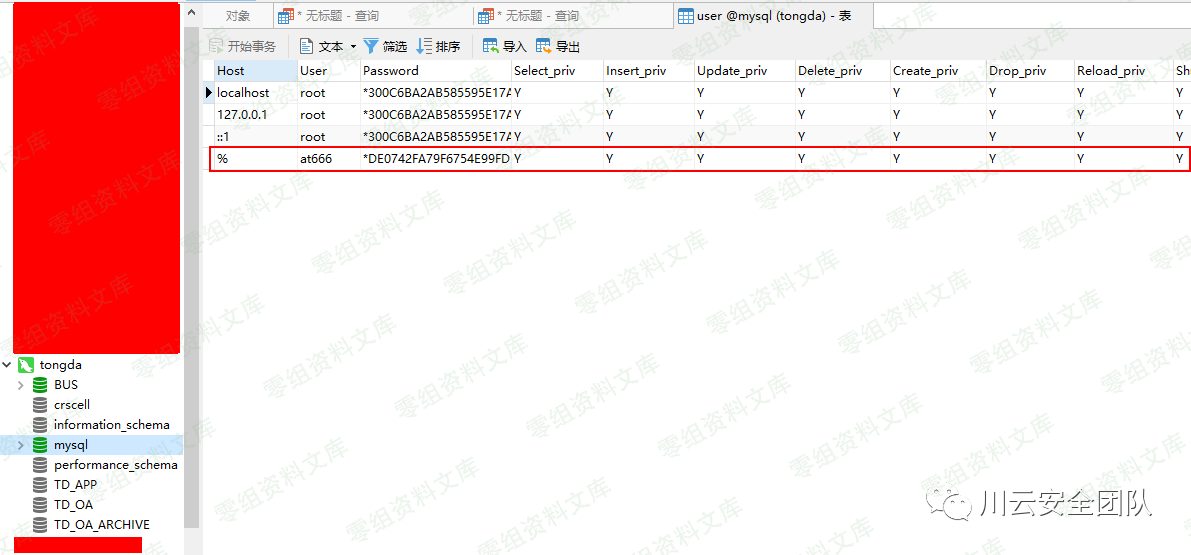 对象 * 无标题 - 查询 * 无标题 - 查询 user @mysql (tongda) - 表
开始事务 文本 筛选 排序 导入 导出
Host User Password Select_priv Insert_priv Update_priv Delete_priv Create_priv Drop_priv Reload_priv Sh
localhost root *300C6BA2AB585595E17A Y Y Y Y Y Y Y Y
127.0.0.1 root *300C6BA2AB585595E17A Y Y Y Y Y Y Y Y
::1 root *300C6BA2AB585595E17A Y Y Y Y Y Y Y Y
% at666 *DE0742FA79F6754E99FD Y Y Y Y Y Y Y Y
tongda
BUS
crscell
information_schema
mysql
performance_schema
TD_APP
TD_OA
TD_OA_ARCHIVE
零组资料文库
川云安全团队